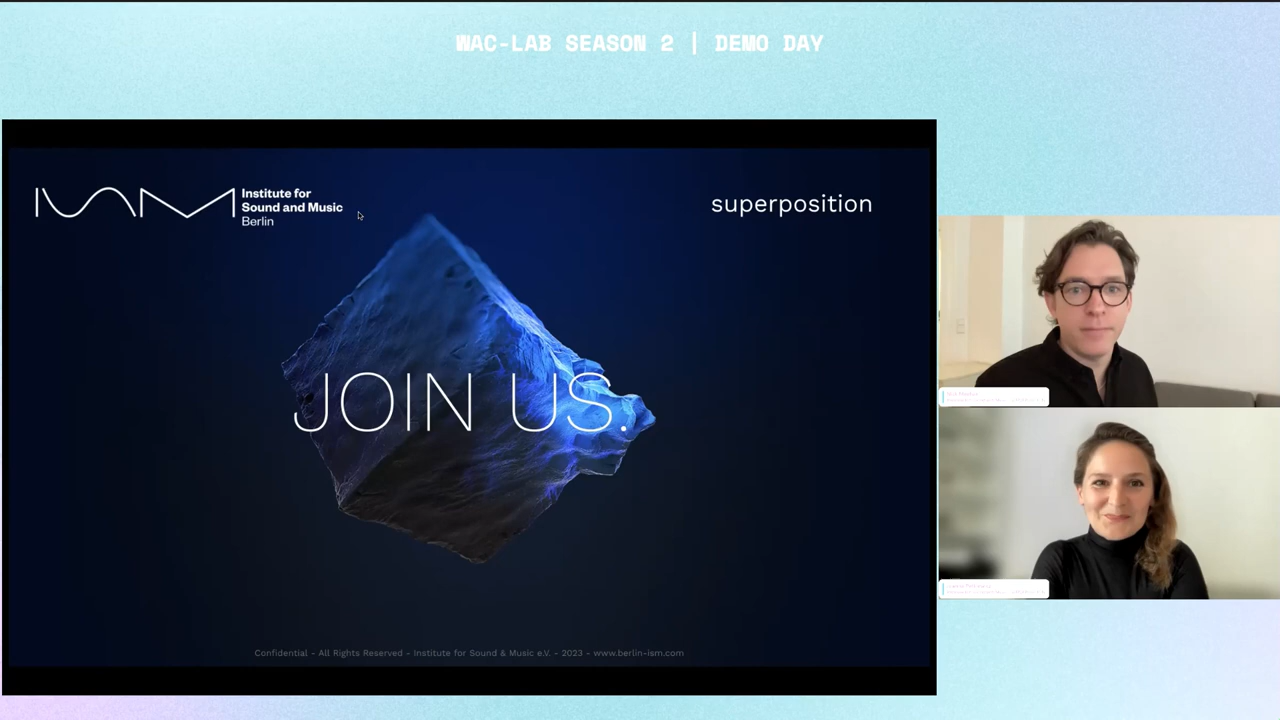 WAC-LAB SEASON 2 | DEMO DAY
Institute for
Sound and Music
Berlin
superposition
JOIN US.
Confidential - All Rights Reserved - Institute for Sound & Music e.V. - 2023 - www.berlin-ism.com